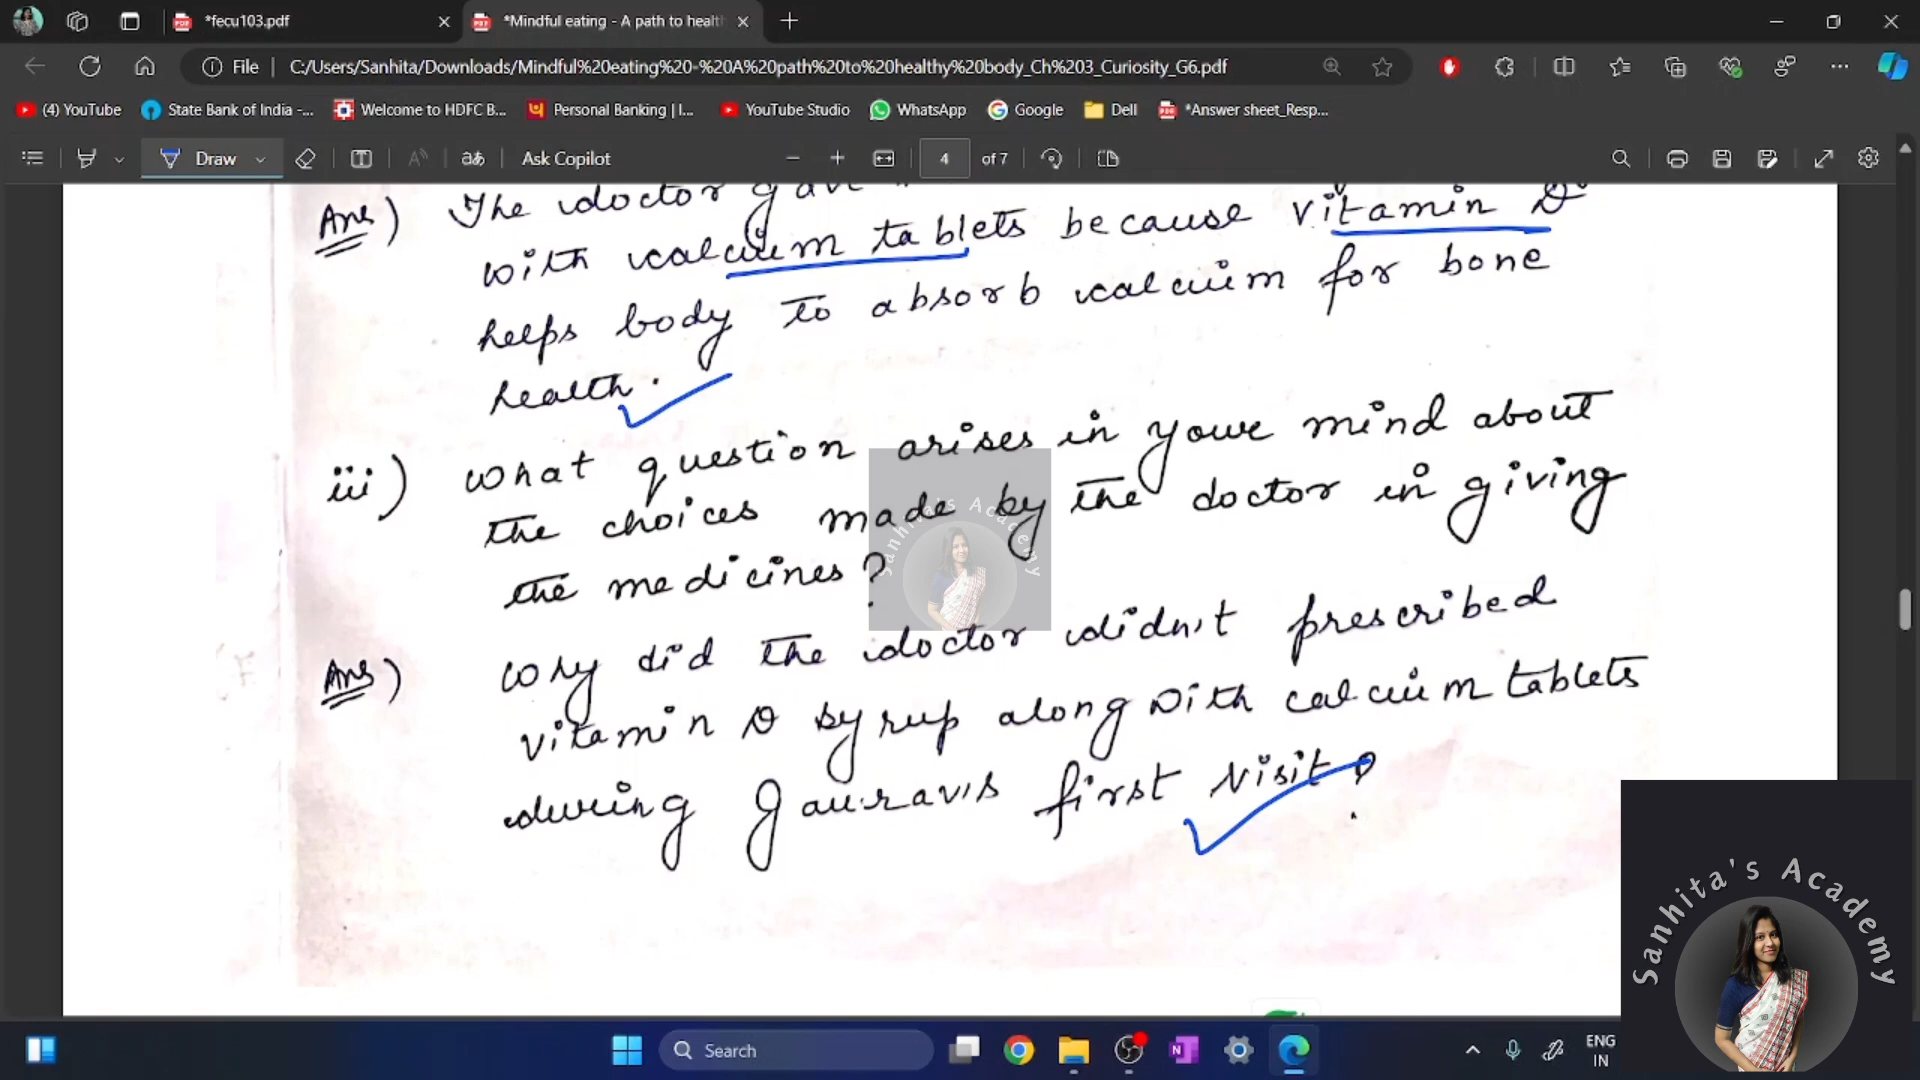 *fecu103.pdf
*Mindful eating - A path to healt
File
C:/Users/Sanhita/Downloads/Mindful%20eating%20-%20A%20path%20to%20healthy%20body_Ch%203_Curiosity_G6.pdf
(4) YouTube
State Bank of India -...
Welcome to HDFC B...
Personal Banking | I...
YouTube Studio
WhatsApp
Google
Dell
*Answer sheet_Resp...
Draw
Ask Copilot
4 of 7
Ans) The doctor gave
with calcium tablets because vitamin D
helps body to absorb calcium for bone
health.
iii) What question arises in your mind about
the choices made by the doctor in giving
the medicines?
Ans) Why did the doctor didn't prescribed
vitamin D syrup along with calcium tablets
during Gaurav's first visit?
Sanhita's Academy
Sanhita's Academy
Search
ENG
IN